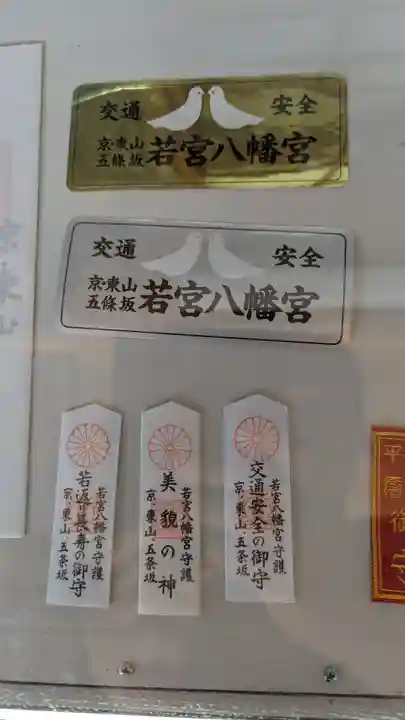 交通 安全
京・東山
五條坂
若宮八幡宮
交通 安全
京・東山
五條坂
若宮八幡宮
若宮八幡宮守護
若返り長寿の御守
京・東山・五条坂
若宮八幡宮守護
美貌の神
京・東山・五条坂
若宮八幡宮守護
交通安全の御守
京・東山・五条坂
京東山